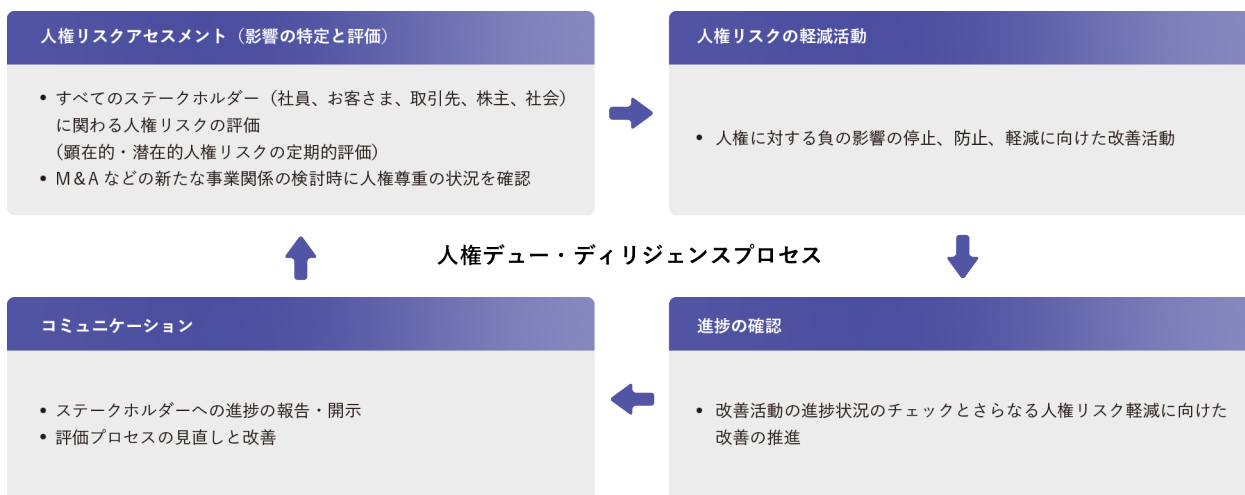 人権リスクアセスメント（影響の特定と評価）
• すべてのステークホルダー（社員、お客さま、取引先、株主、社会）
に関わる人権リスクの評価
（顕在的・潜在的人権リスクの定期的評価）
• M＆Aなどの新たな事業関係の検討時に人権尊重の状況を確認
人権リスクの軽減活動
• 人権に対する負の影響の停止、防止、軽減に向けた改善活動
人権デュー・ディリジェンスプロセス
進捗の確認
• 改善活動の進捗状況のチェックとさらなる人権リスク軽減に向けた
改善の推進
コミュニケーション
• ステークホルダーへの進捗の報告・開示
• 評価プロセスの見直しと改善